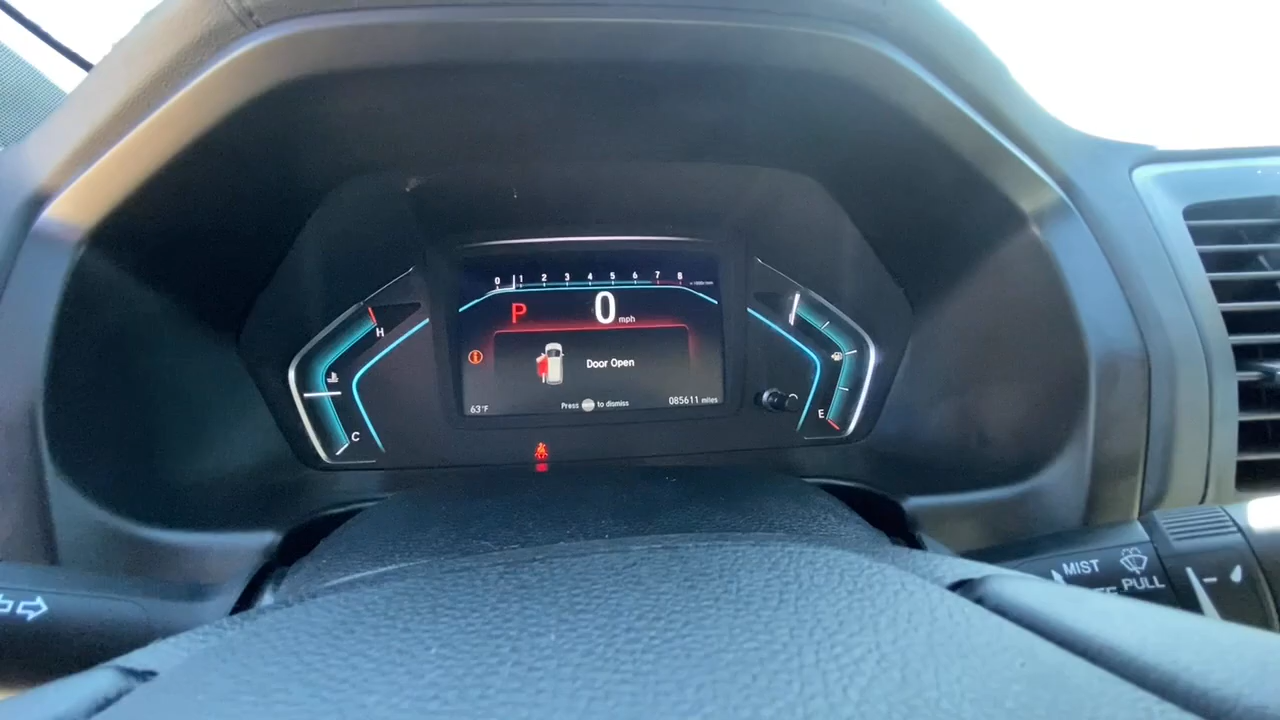 0 1 2 3 4 5 6 7 8
P 0 mph
H
Door Open
E
C
63°F
Press to dismiss
085611 miles
MIST
PULL